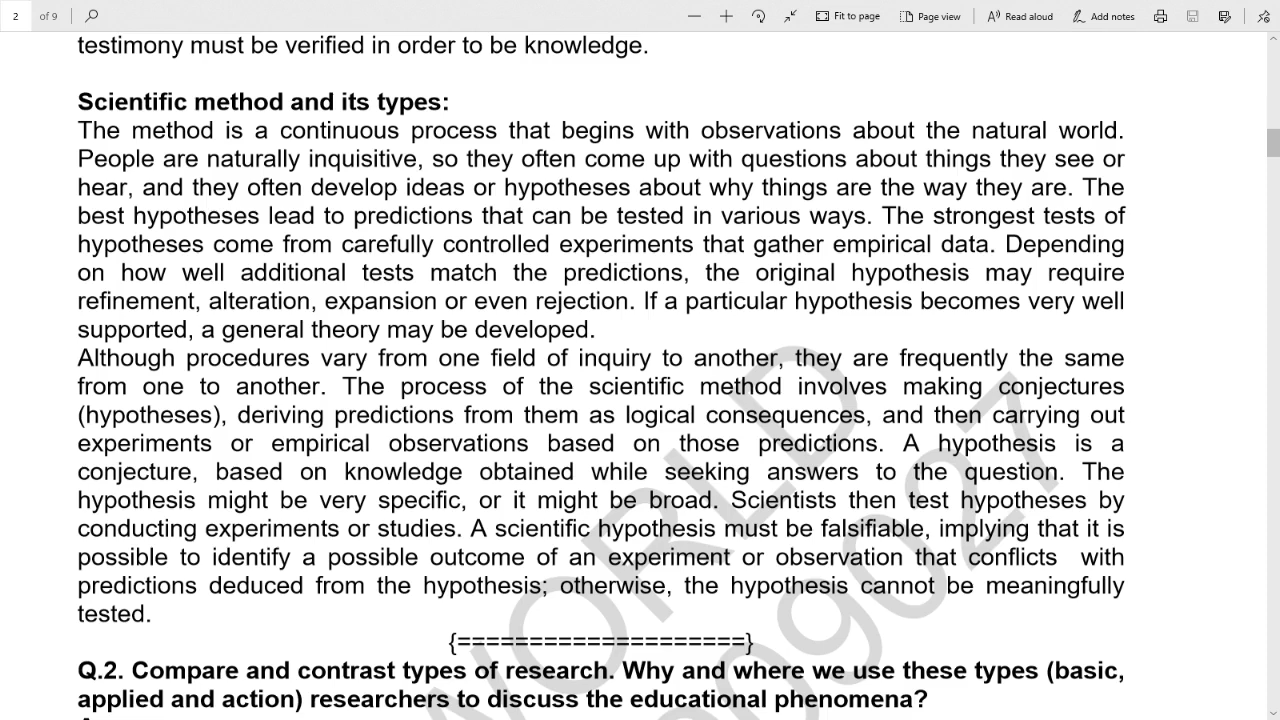 2 of 9 Fit to page Page view Read aloud Add notes
testimony must be verified in order to be knowledge.
Scientific method and its types:
The method is a continuous process that begins with observations about the natural world.
People are naturally inquisitive, so they often come up with questions about things they see or
hear, and they often develop ideas or hypotheses about why things are the way they are. The
best hypotheses lead to predictions that can be tested in various ways. The strongest tests of
hypotheses come from carefully controlled experiments that gather empirical data. Depending
on how well additional tests match the predictions, the original hypothesis may require
refinement, alteration, expansion or even rejection. If a particular hypothesis becomes very well
supported, a general theory may be developed.
Although procedures vary from one field of inquiry to another, they are frequently the same
from one to another. The process of the scientific method involves making conjectures
(hypotheses), deriving predictions from them as logical consequences, and then carrying out
experiments or empirical observations based on those predictions. A hypothesis is a
conjecture, based on knowledge obtained while seeking answers to the question. The
hypothesis might be very specific, or it might be broad. Scientists then test hypotheses by
conducting experiments or studies. A scientific hypothesis must be falsifiable, implying that it is
possible to identify a possible outcome of an experiment or observation that conflicts with
predictions deduced from the hypothesis; otherwise, the hypothesis cannot be meaningfully
tested.
{====================}
Q.2. Compare and contrast types of research. Why and where we use these types (basic,
applied and action) researchers to discuss the educational phenomena?
WORLD